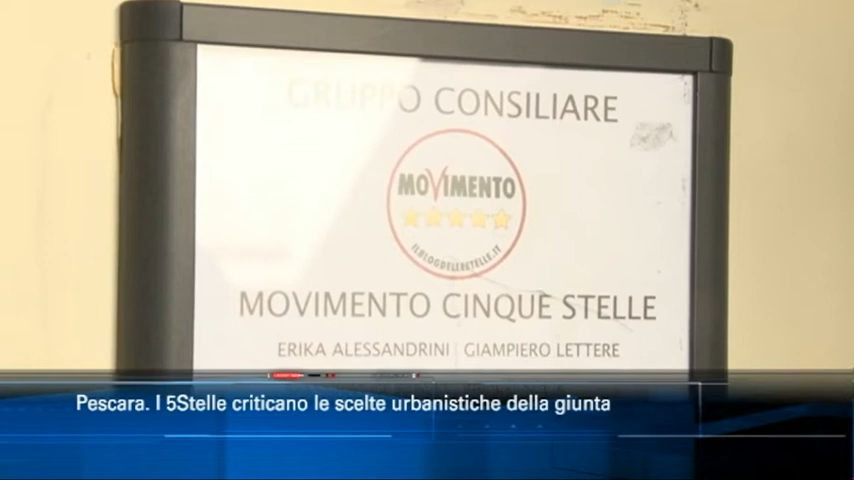 GRUPPO CONSILIARE
MOVIMENTO
ILBLOGDELLESTELLE.IT
MOVIMENTO CINQUE STELLE
ERIKA ALESSANDRINI GIAMPIERO LETTERE
Pescara. I 5Stelle criticano le scelte urbanistiche della giunta